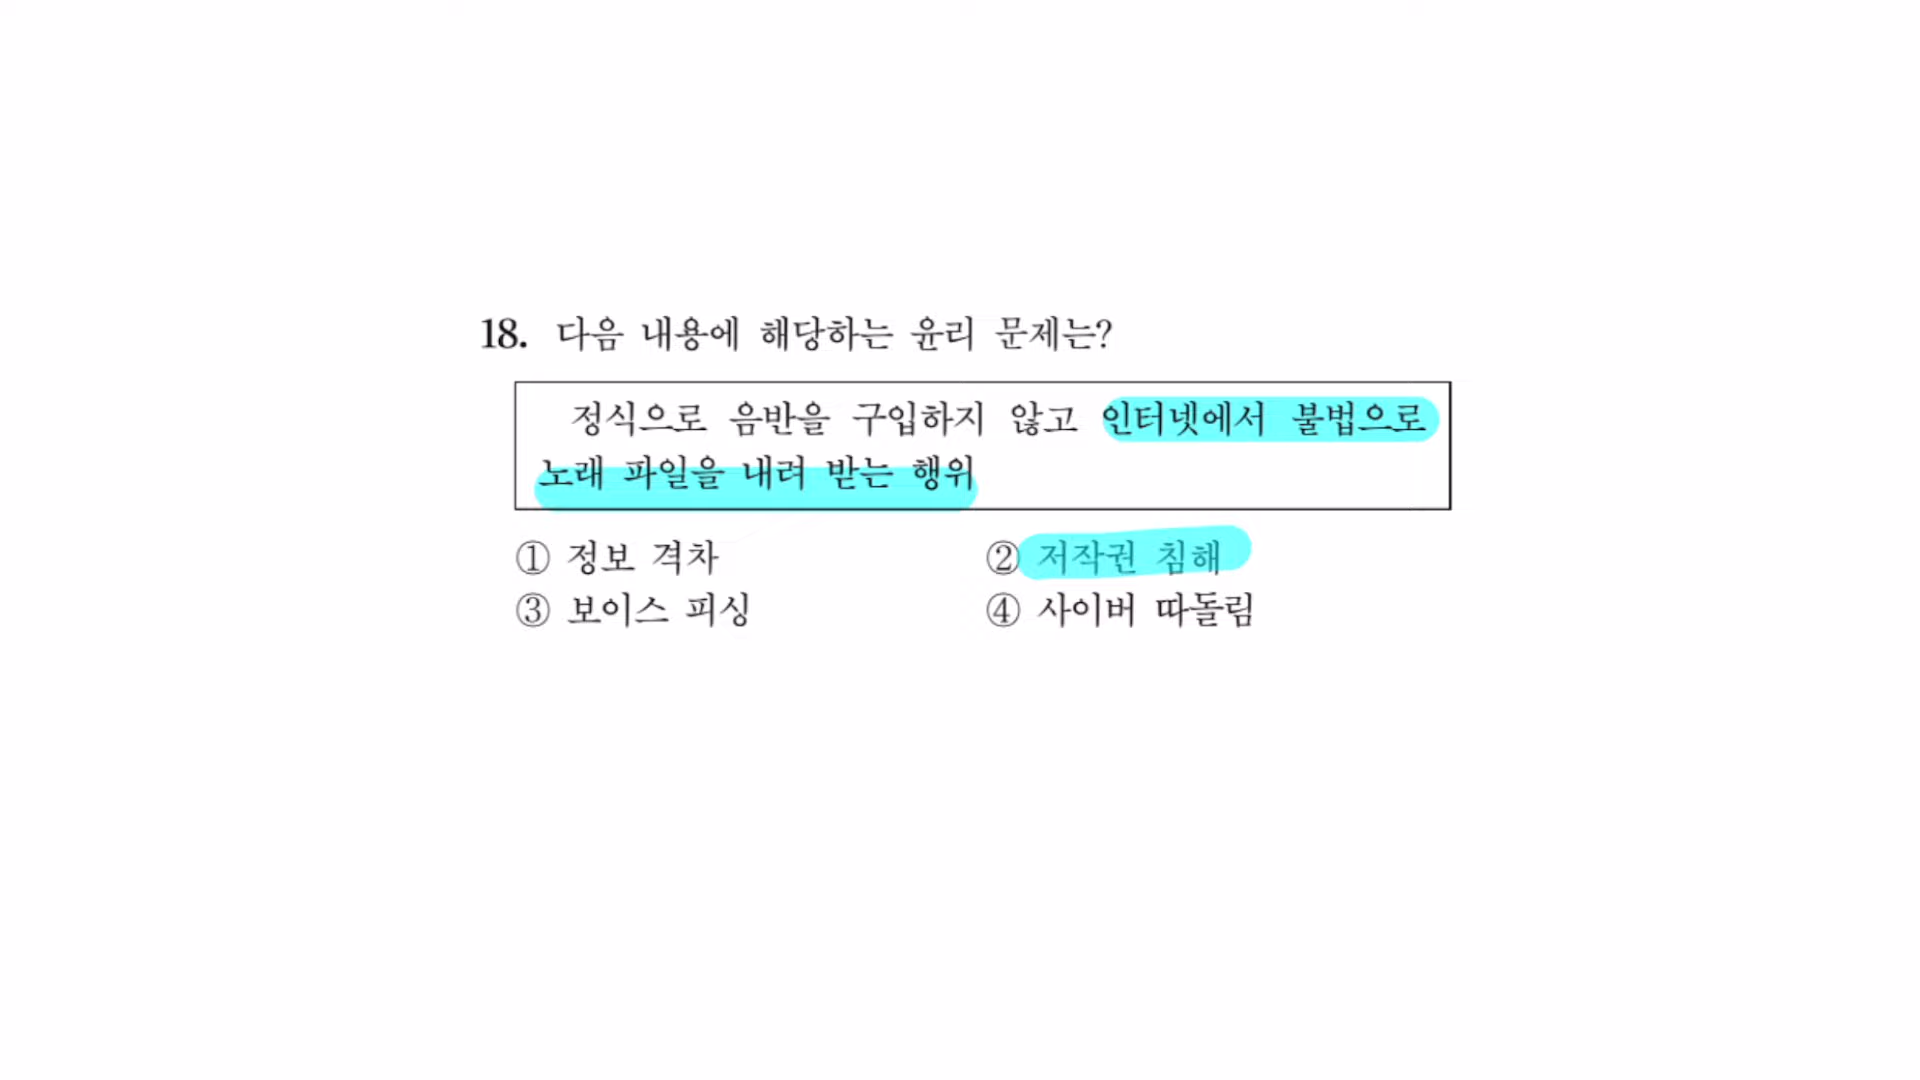 18. 다음 내용에 해당하는 윤리 문제는?
정식으로 음반을 구입하지 않고 인터넷에서 불법으로
노래 파일을 내려 받는 행위
① 정보 격차 ② 저작권 침해
③ 보이스 피싱 ④ 사이버 따돌림